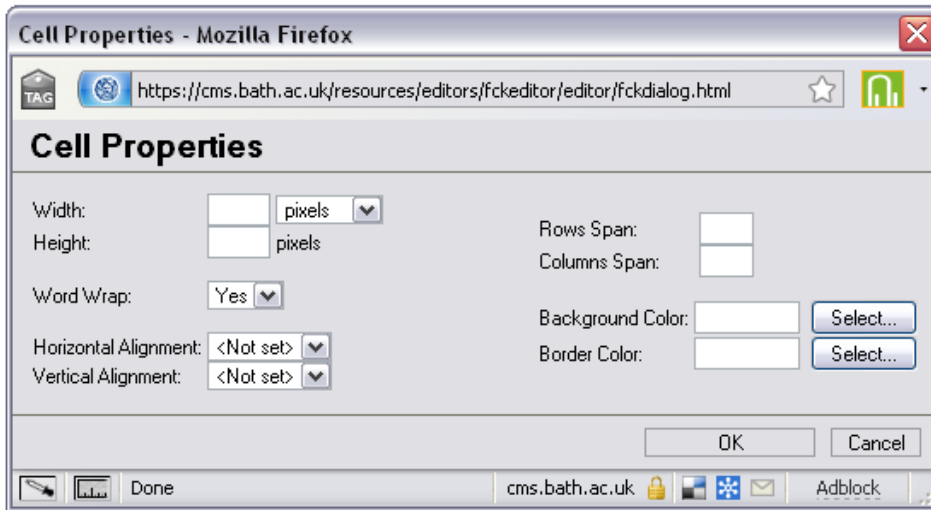 Cell Properties - Mozilla Firefox
TAG
https://cms.bath.ac.uk/resources/editors/fckeditor/editor/fckdialog.html
Cell Properties
Width: pixels
Height: pixels
Word Wrap: Yes
Horizontal Alignment: <Not set>
Vertical Alignment: <Not set>
Rows Span:
Columns Span:
Background Color: Select...
Border Color: Select...
OK Cancel
Done cms.bath.ac.uk Adblock